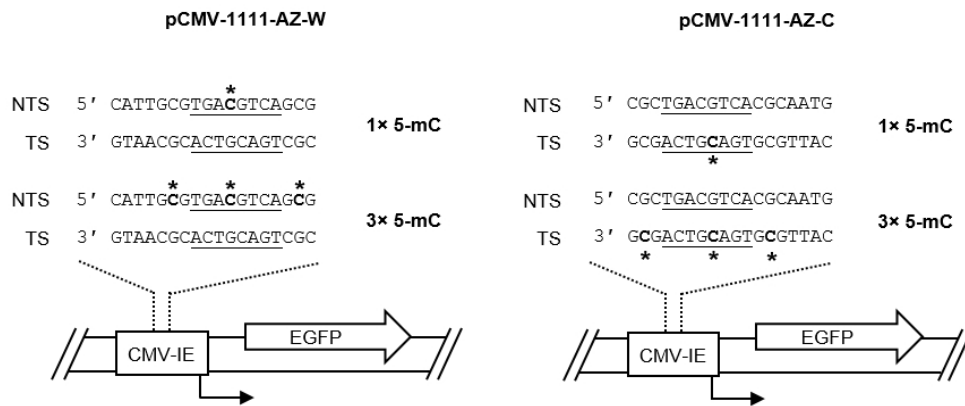 pCMV-1111-AZ-W
*
NTS 5′ CATTGCGTGACGTCAGCG
1× 5-mC
TS 3′ GTAACGCACTGCAGTCGC
* * *
NTS 5′ CATTGCGTGACGTCAGCG
3× 5-mC
TS 3′ GTAACGCACTGCAGTCGC
CMV-IE
EGFP
pCMV-1111-AZ-C
NTS 5′ CGCTGACGTCACGCAATG
1× 5-mC
TS 3′ GCGACTGCAGTGCGTTAC
*
NTS 5′ CGCTGACGTCACGCAATG
3× 5-mC
TS 3′ GCGACTGCAGTGCGTTAC
* * *
CMV-IE
EGFP